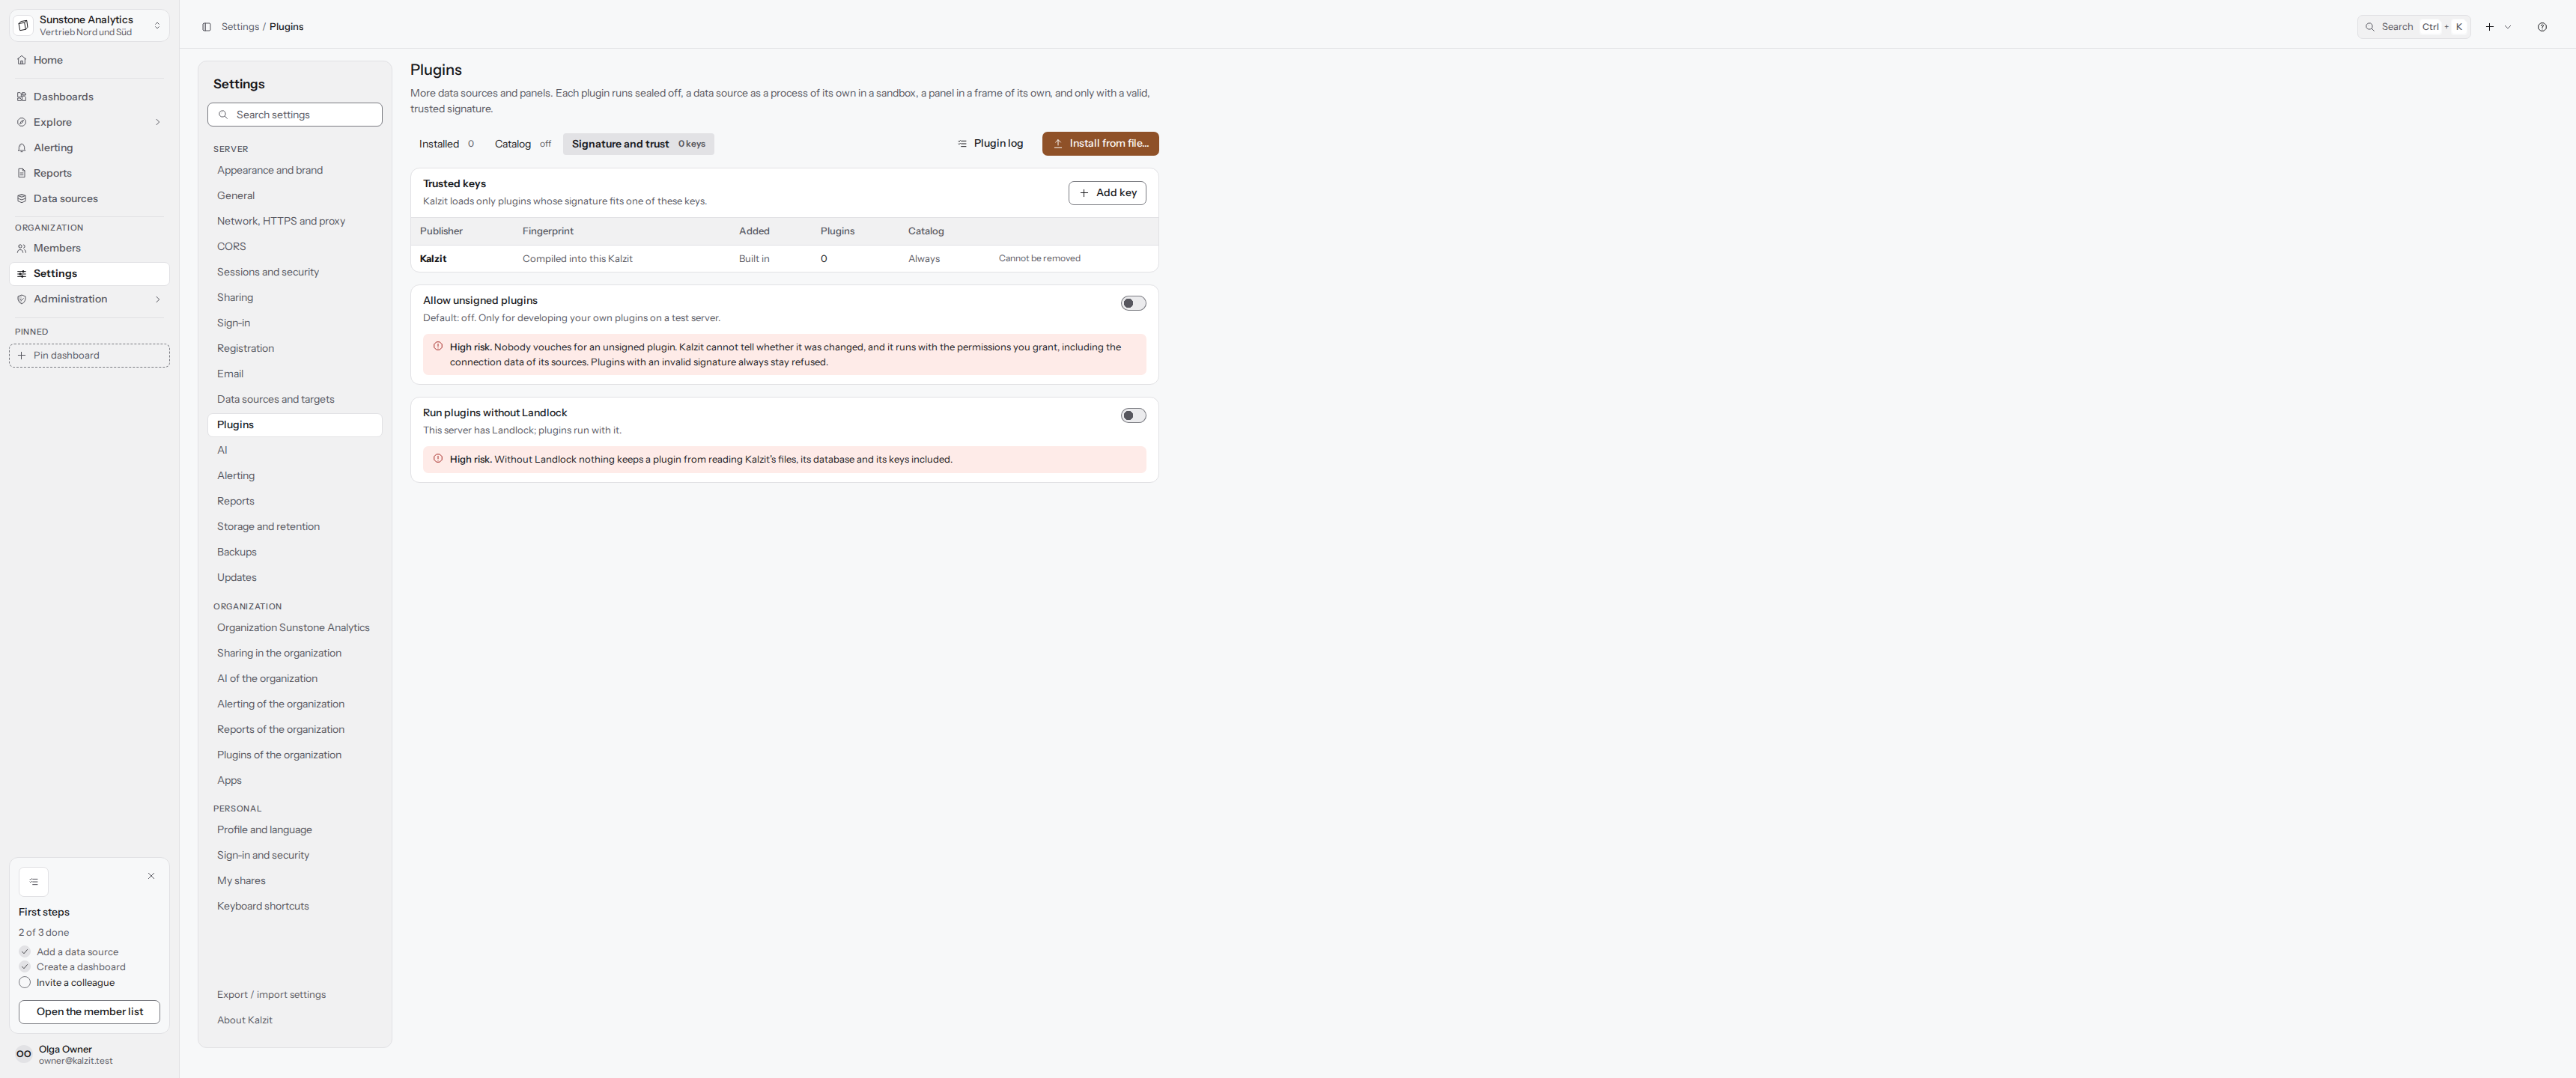 Sunstone Analytics
Vertrieb Nord und Süd
Home
Dashboards
Explore
Alerting
Reports
Data sources
ORGANIZATION
Members
Settings
Administration
PINNED
Pin dashboard
First steps
2 of 3 done
Add a data source
Create a dashboard
Invite a colleague
Open the member list
OO
Olga Owner
owner@kalzit.test
Settings / Plugins
Search Ctrl + K
Settings
Search settings
SERVER
Appearance and brand
General
Network, HTTPS and proxy
CORS
Sessions and security
Sharing
Sign-in
Registration
Email
Data sources and targets
Plugins
AI
Alerting
Reports
Storage and retention
Backups
Updates
ORGANIZATION
Organization Sunstone Analytics
Sharing in the organization
AI of the organization
Alerting of the organization
Reports of the organization
Plugins of the organization
Apps
PERSONAL
Profile and language
Sign-in and security
My shares
Keyboard shortcuts
Export / import settings
About Kalzit
Plugins
More data sources and panels. Each plugin runs sealed off, a data source as a process of its own in a sandbox, a panel in a frame of its own, and only with a valid,
trusted signature.
Installed 0 Catalog off Signature and trust 0 keys Plugin log Install from file...
Trusted keys
Kalzit loads only plugins whose signature fits one of these keys.
Add key
Publisher Fingerprint Added Plugins Catalog
Kalzit Compiled into this Kalzit Built in 0 Always Cannot be removed
Allow unsigned plugins
Default: off. Only for developing your own plugins on a test server.
High risk. Nobody vouches for an unsigned plugin. Kalzit cannot tell whether it was changed, and it runs with the permissions you grant, including the
connection data of its sources. Plugins with an invalid signature always stay refused.
Run plugins without Landlock
This server has Landlock; plugins run with it.
High risk. Without Landlock nothing keeps a plugin from reading Kalzit's files, its database and its keys included.